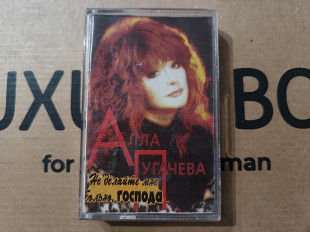 UXU BO
for man
АЛЛА
ПУГАЧЕВА
Не делайте мне
больно, господа